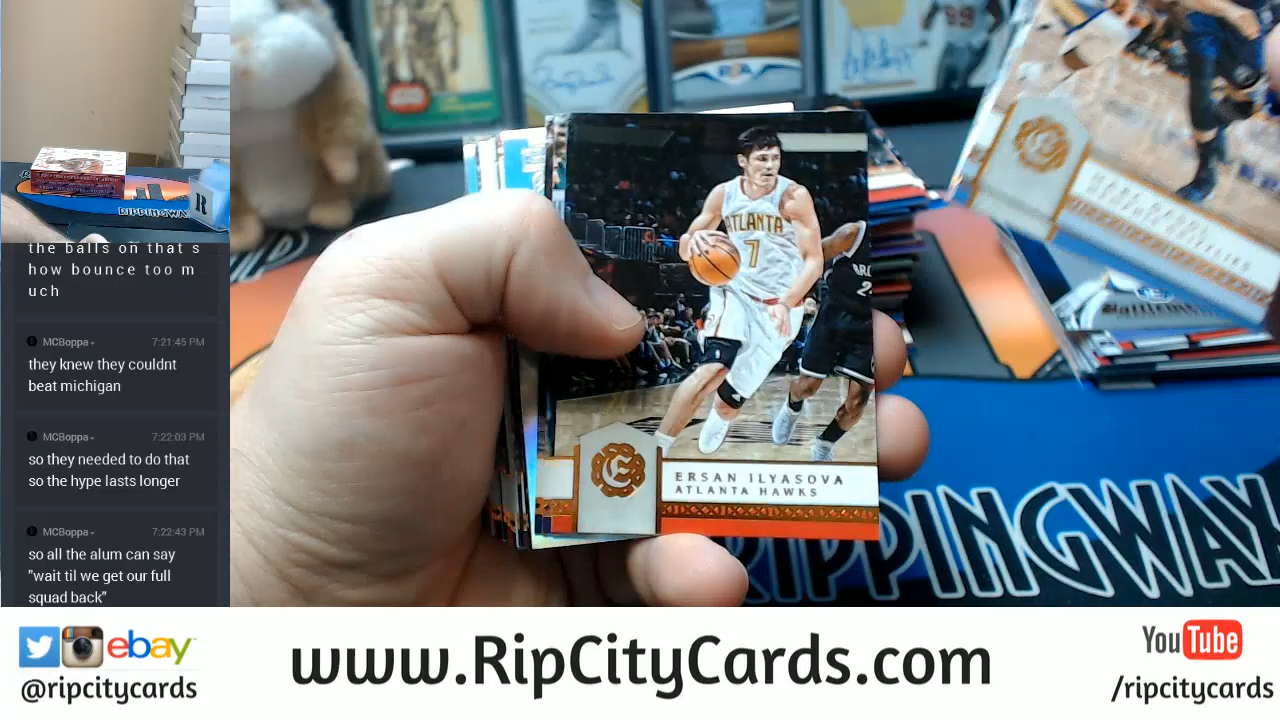 RIPPINGWAX
R
the balls on that s
how bounce too m
uch
MCBoppa
7:21:45 PM
they knew they couldnt
beat michigan
MCBoppa
7:22:03 PM
so they needed to do that
so the hype lasts longer
MCBoppa
7:22:43 PM
so all the alum can say
"wait til we get our full
squad back"
99
ATLANTA
7
E
ERSAN ILYASOVA
ATLANTA HAWKS
RIPPINGWAX
ebay
@ripcitycards
www.RipCityCards.com
YouTube
/ripcitycards